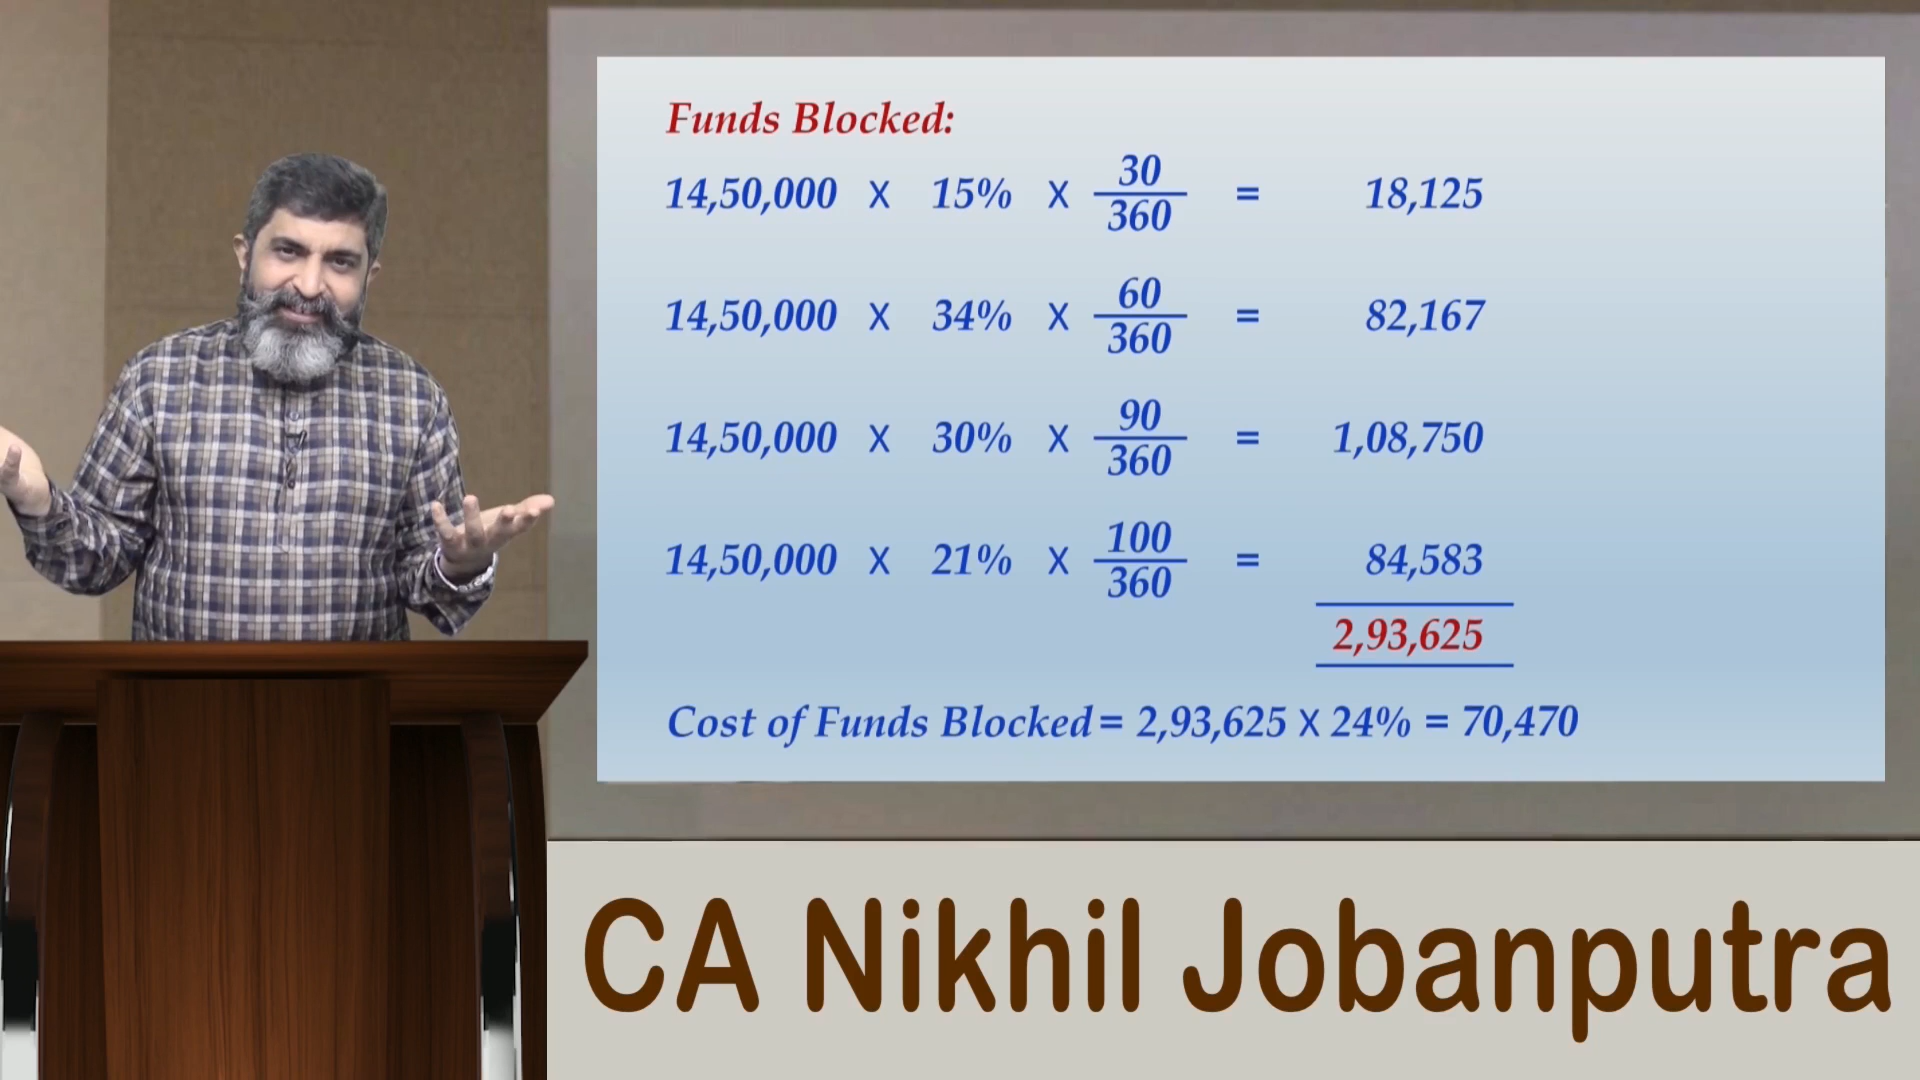 Funds Blocked:
14,50,000 X 15% X 30/360 = 18,125
14,50,000 X 34% X 60/360 = 82,167
14,50,000 X 30% X 90/360 = 1,08,750
14,50,000 X 21% X 100/360 = 84,583
2,93,625
Cost of Funds Blocked = 2,93,625 X 24% = 70,470
CA Nikhil Jobanputra